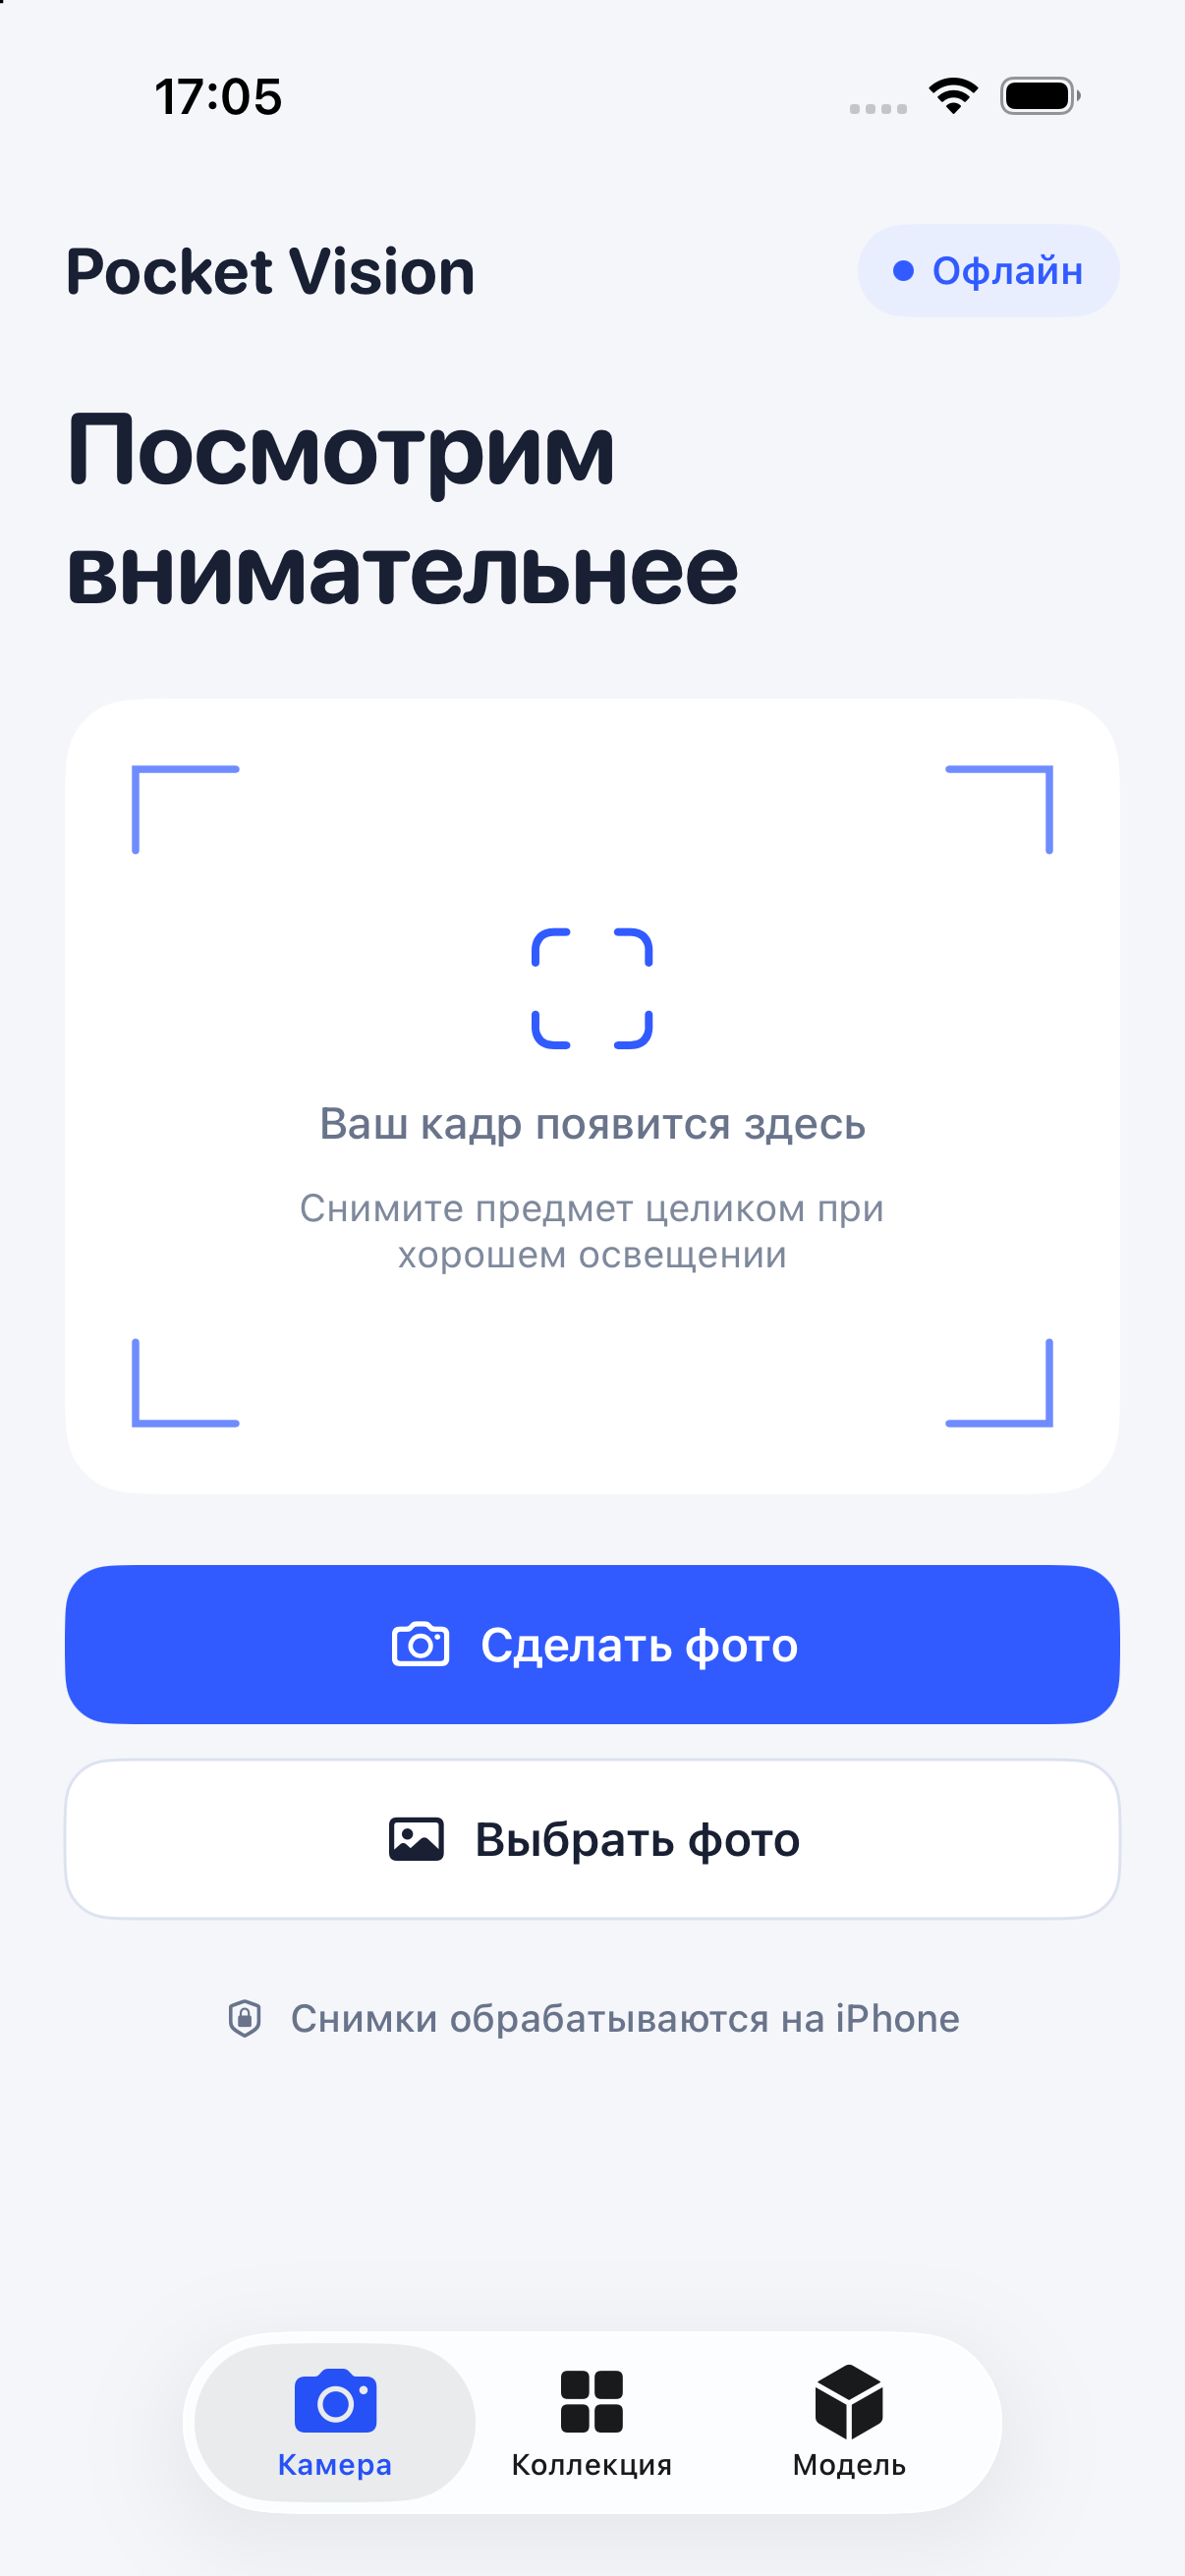 17:05
Pocket Vision
Офлайн
Посмотрим
внимательнее
Ваш кадр появится здесь
Снимите предмет целиком при
хорошем освещении
Сделать фото
Выбрать фото
Снимки обрабатываются на iPhone
Камера
Коллекция
Модель